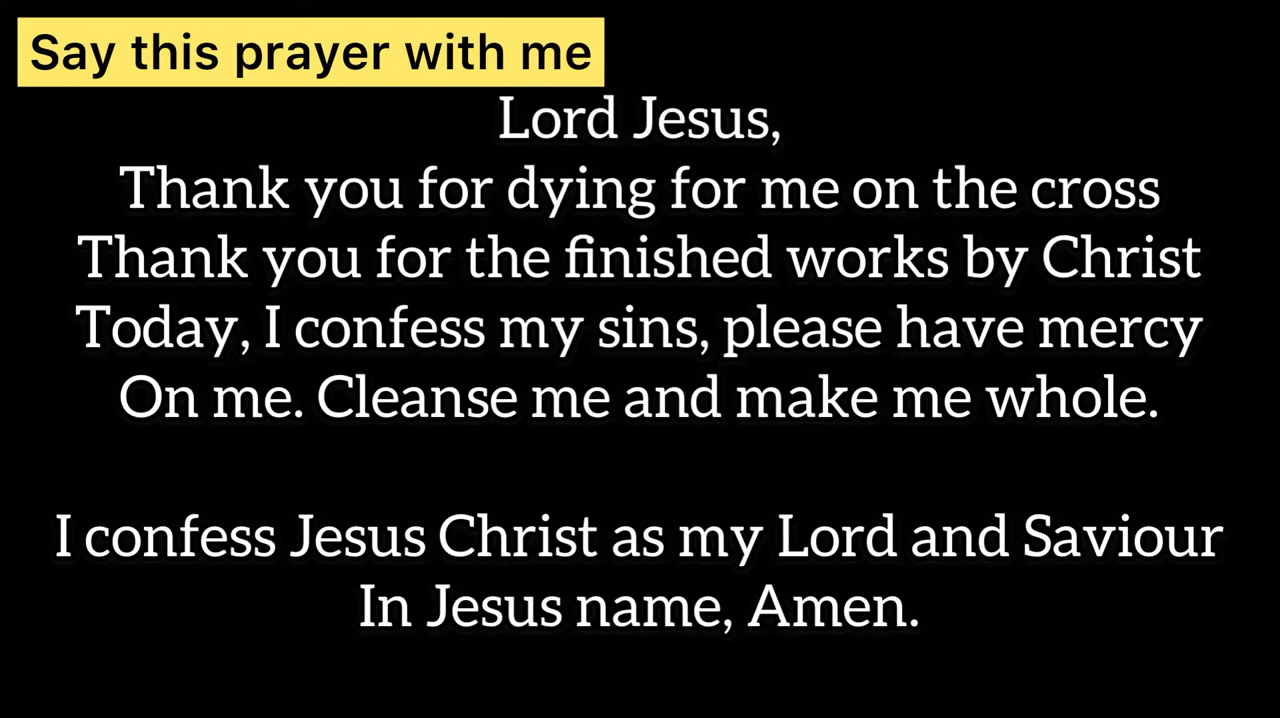 Say this prayer with me
Lord Jesus,
Thank you for dying for me on the cross
Thank you for the finished works by Christ
Today, I confess my sins, please have mercy
On me. Cleanse me and make me whole.
I confess Jesus Christ as my Lord and Saviour
In Jesus name, Amen.